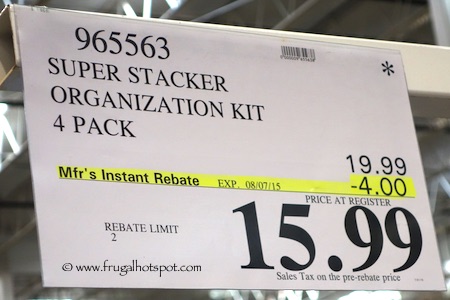 965563
*
SUPER STACKER
ORGANIZATION KIT
4 PACK
19.99
Mfr's Instant Rebate EXP. 08/07/15 -4.00
PRICE AT REGISTER
REBATE LIMIT
2
15.99
Sales Tax on the pre-rebate price
© www.frugalhotspot.com